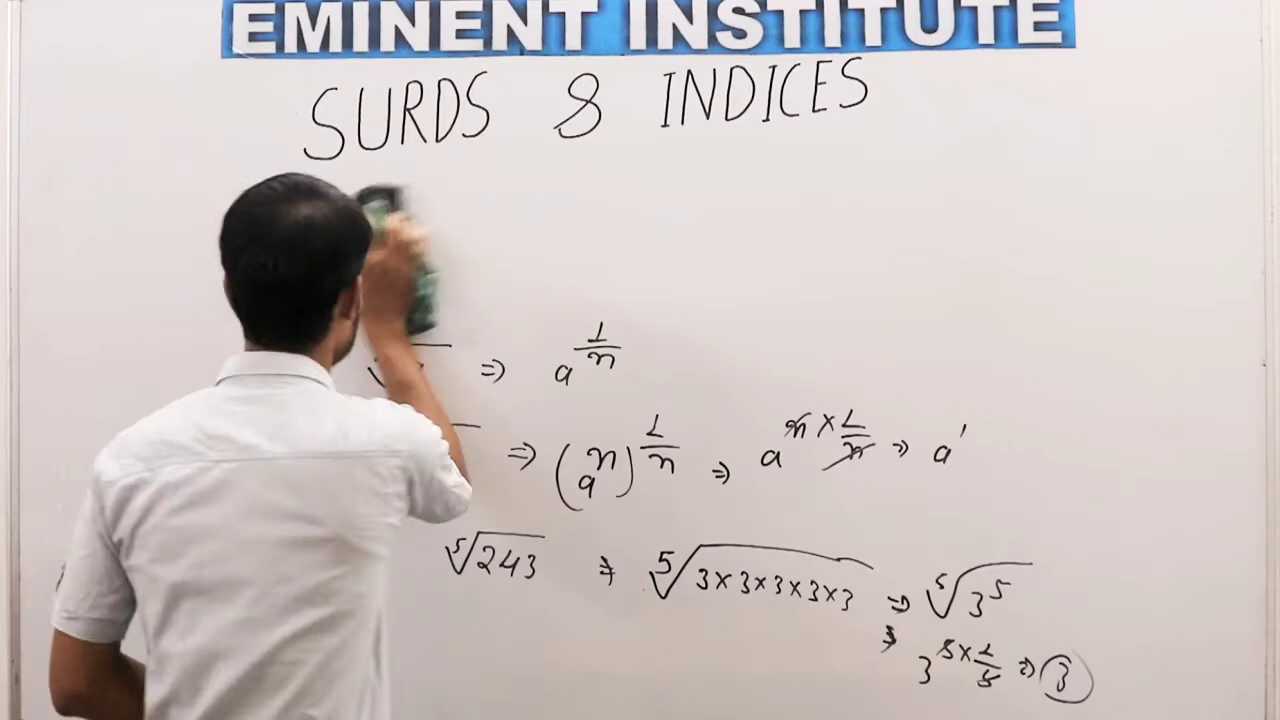 EMINENT INSTITUTE
SURDS & INDICES
⇒ a^(1/n)
⇒ (a^n)^(1/n) ⇒ a^(n×1/n) ⇒ a^1
⁵√243 ⇒ ⁵√(3×3×3×3×3) ⇒ ⁵√(3^5)
⇒ 3^(5×1/5) ⇒ 3